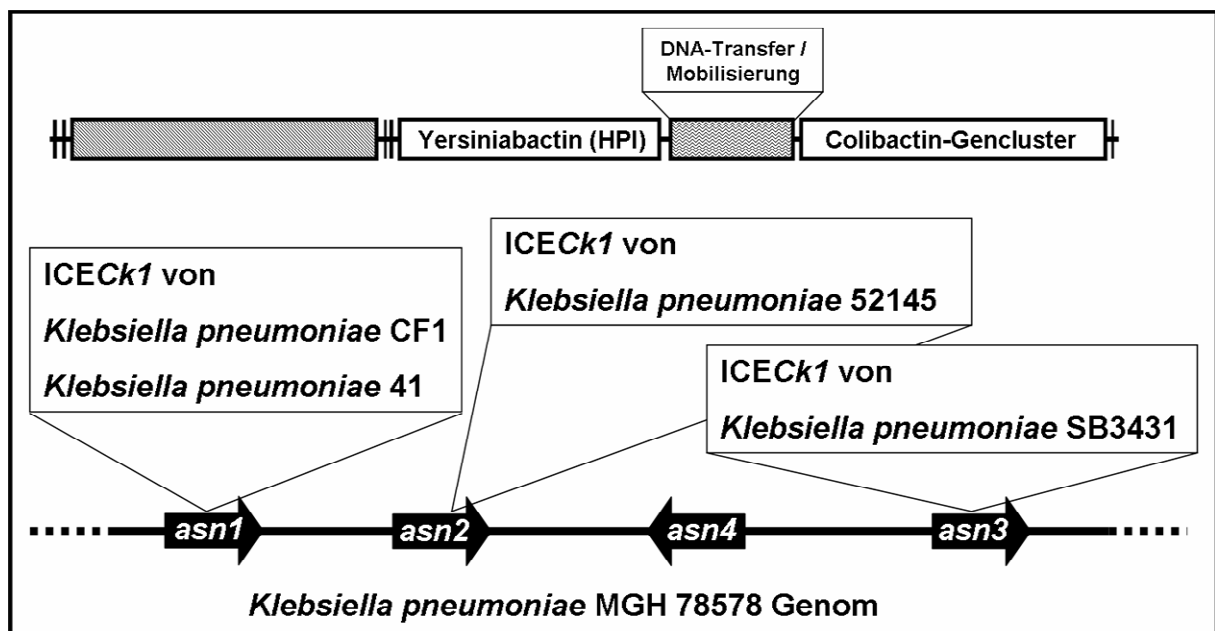 DNA-Transfer /
Mobilisierung
Yersiniabactin (HPI)
Colibactin-Gencluster
ICECk1 von
Klebsiella pneumoniae CF1
Klebsiella pneumoniae 41
ICECk1 von
Klebsiella pneumoniae 52145
ICECk1 von
Klebsiella pneumoniae SB3431
asn1
asn2
asn4
asn3
Klebsiella pneumoniae MGH 78578 Genom